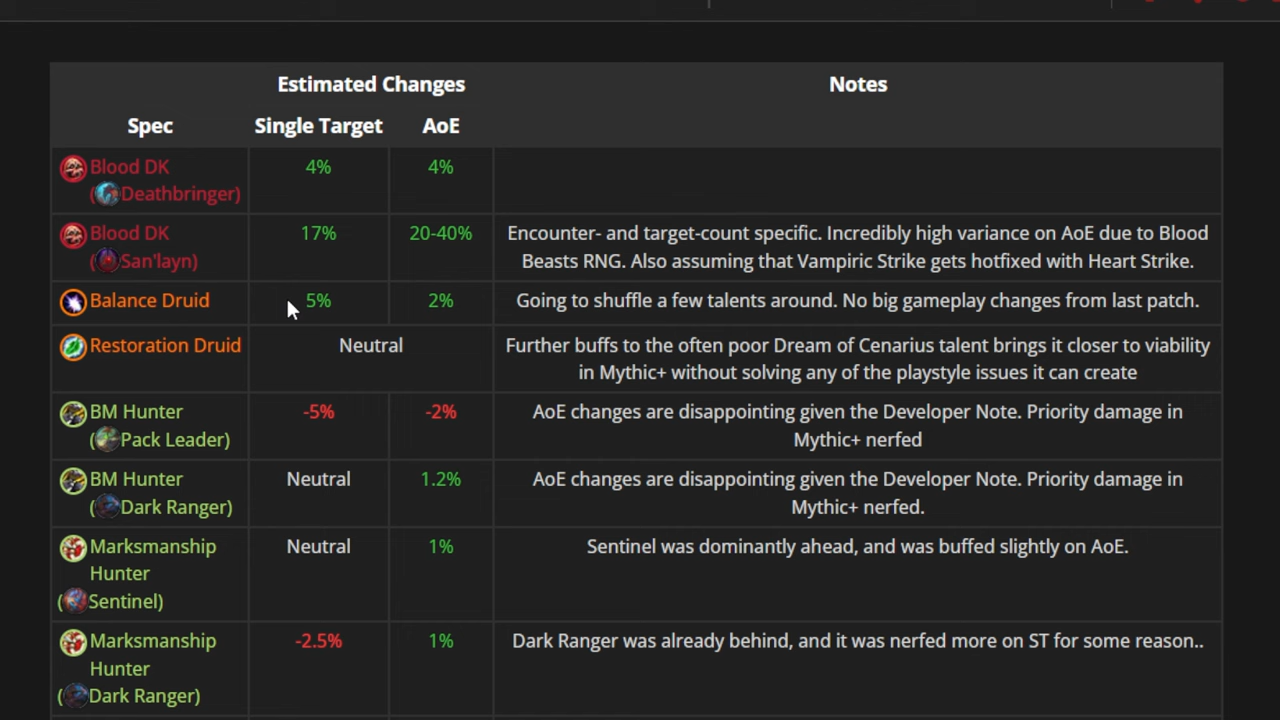 Estimated Changes
Notes
Spec
Single Target
AoE
Blood DK
(Deathbringer)
4%
4%
Blood DK
(San'layn)
17%
20-40%
Encounter- and target-count specific. Incredibly high variance on AoE due to Blood
Beasts RNG. Also assuming that Vampiric Strike gets hotfixed with Heart Strike.
Balance Druid
5%
2%
Going to shuffle a few talents around. No big gameplay changes from last patch.
Restoration Druid
Neutral
Further buffs to the often poor Dream of Cenarius talent brings it closer to viability
in Mythic+ without solving any of the playstyle issues it can create
BM Hunter
(Pack Leader)
-5%
-2%
AoE changes are disappointing given the Developer Note. Priority damage in
Mythic+ nerfed
BM Hunter
(Dark Ranger)
Neutral
1.2%
AoE changes are disappointing given the Developer Note. Priority damage in
Mythic+ nerfed.
Marksmanship
Hunter
(Sentinel)
Neutral
1%
Sentinel was dominantly ahead, and was buffed slightly on AoE.
Marksmanship
Hunter
(Dark Ranger)
-2.5%
1%
Dark Ranger was already behind, and it was nerfed more on ST for some reason..